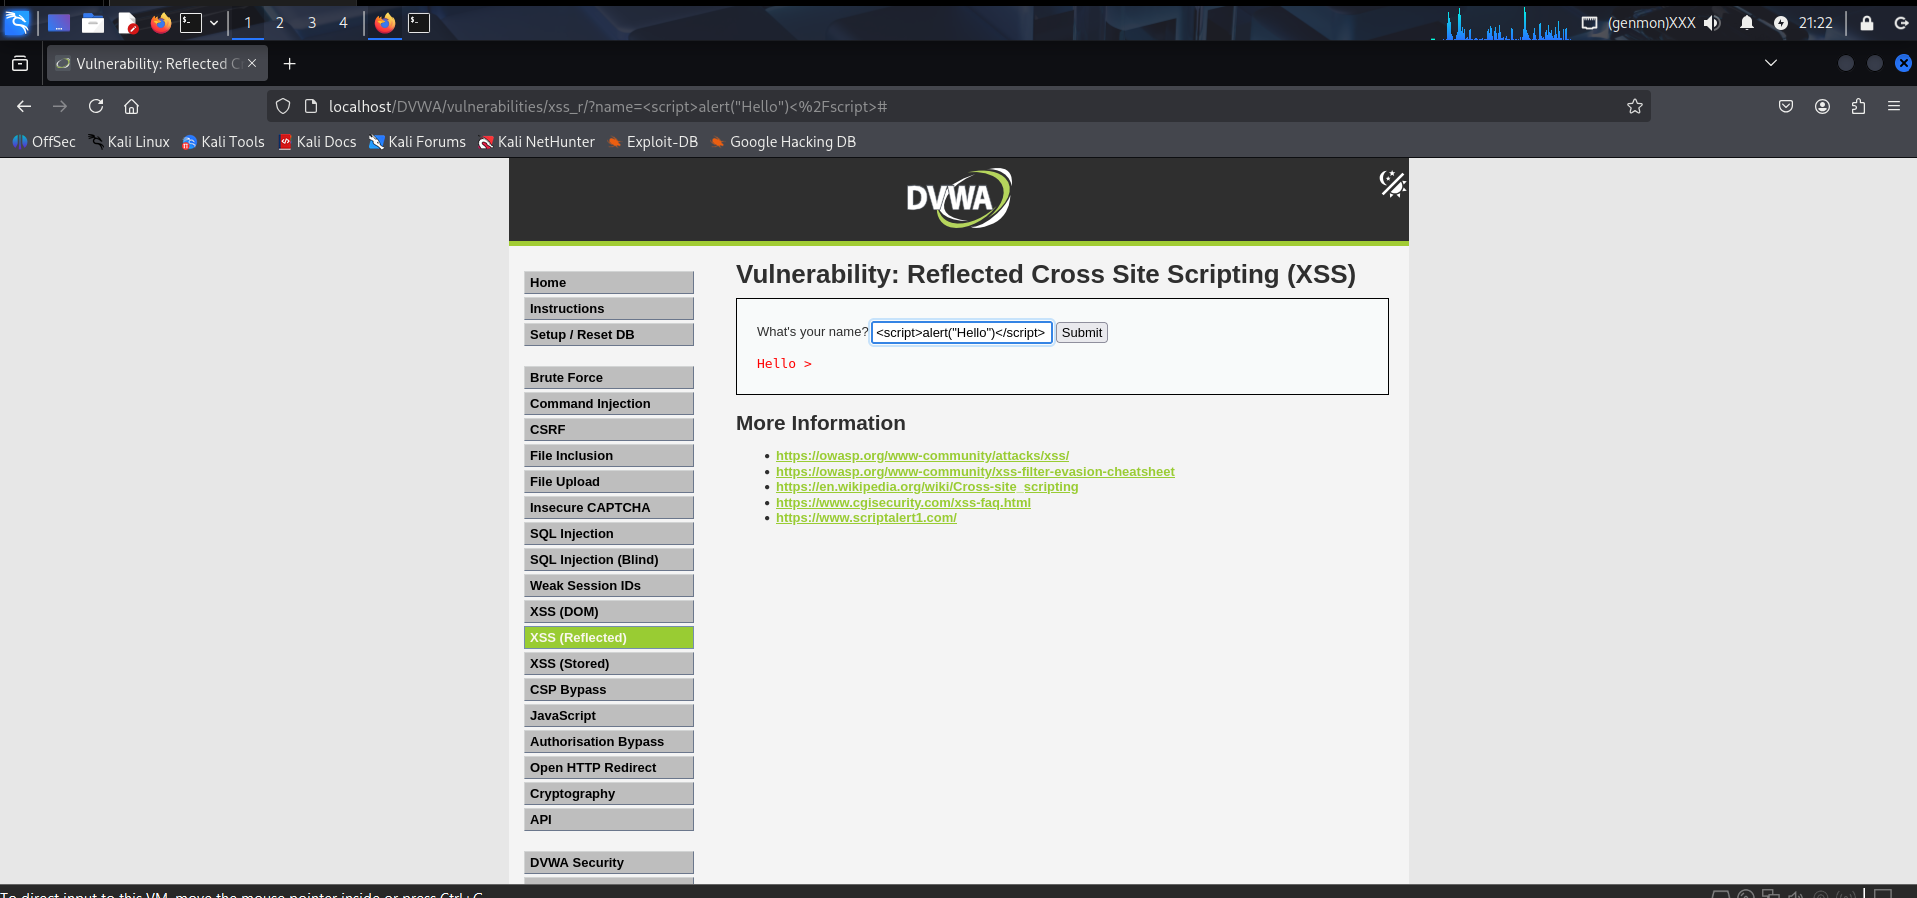 1 2 3 4 (genmon)XXX 21:22
Vulnerability: Reflected C
localhost/DVWA/vulnerabilities/xss_r/?name=<script>alert("Hello")<%2Fscript>#
OffSec Kali Linux Kali Tools Kali Docs Kali Forums Kali NetHunter Exploit-DB Google Hacking DB
DVWA
Home
Instructions
Setup / Reset DB
Brute Force
Command Injection
CSRF
File Inclusion
File Upload
Insecure CAPTCHA
SQL Injection
SQL Injection (Blind)
Weak Session IDs
XSS (DOM)
XSS (Reflected)
XSS (Stored)
CSP Bypass
JavaScript
Authorisation Bypass
Open HTTP Redirect
Cryptography
API
DVWA Security
Vulnerability: Reflected Cross Site Scripting (XSS)
What's your name? <script>alert("Hello")</script> Submit
Hello >
More Information
https://owasp.org/www-community/attacks/xss/
https://owasp.org/www-community/xss-filter-evasion-cheatsheet
https://en.wikipedia.org/wiki/Cross-site_scripting
https://www.cgisecurity.com/xss-faq.html
https://www.scriptalert1.com/
To direct input to this VM, move the mouse pointer inside or press Ctrl+G.